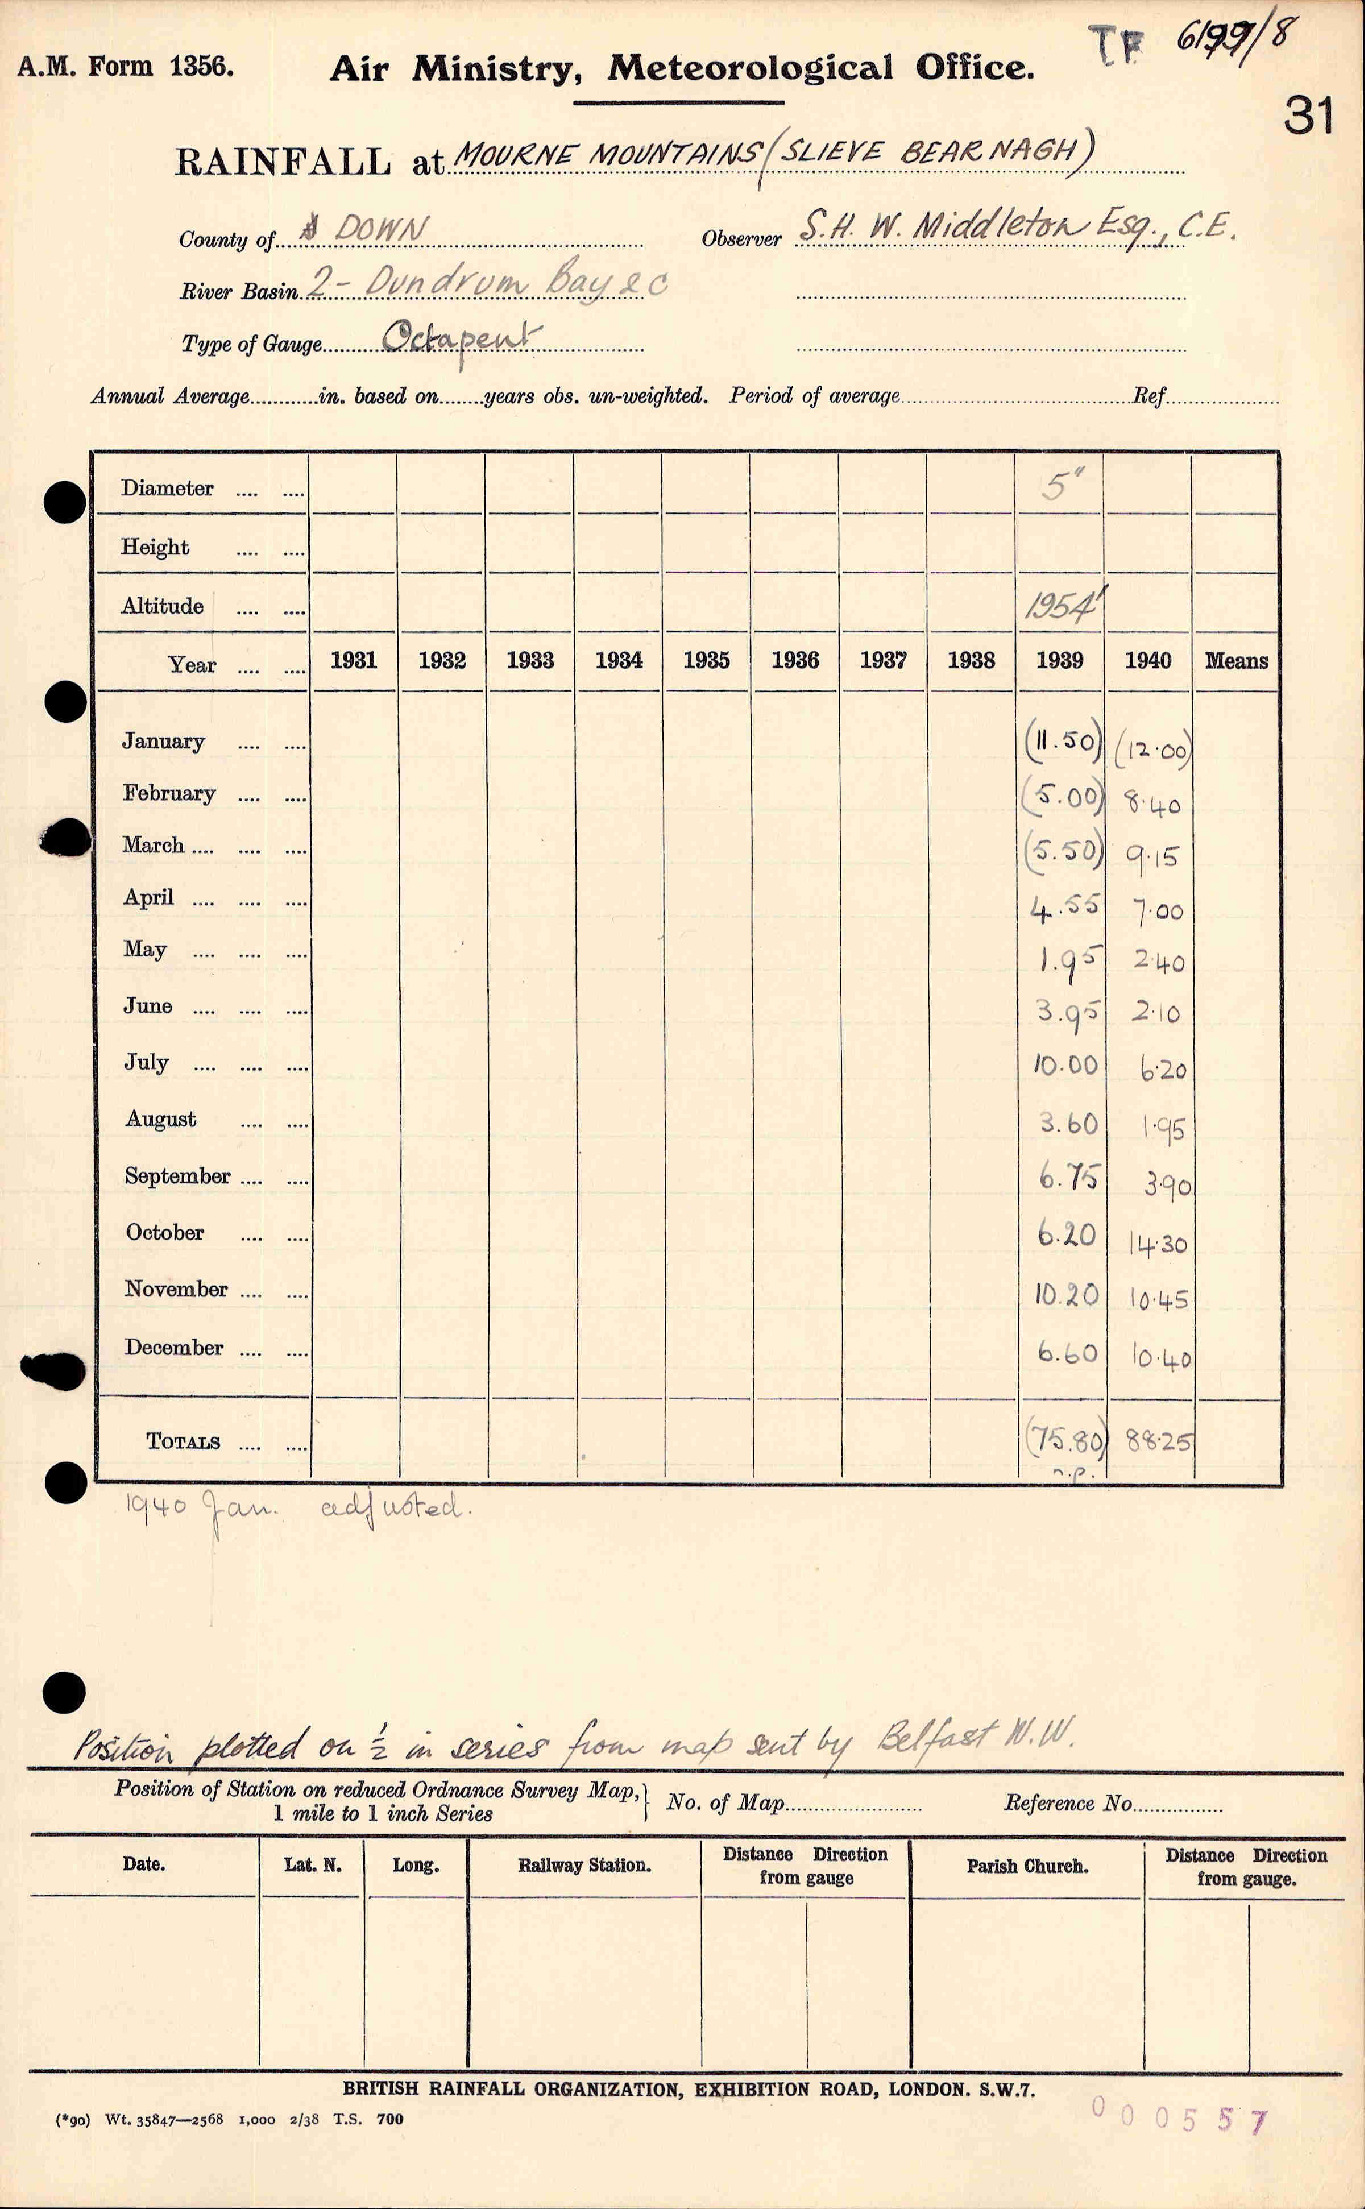 TF 6199/8
A.M. Form 1356. Air Ministry, Meteorological Office.
31
RAINFALL at MOURNE MOUNTAINS (SLIEVE BEARNAGH)
County of DOWN Observer S.H.W. Middleton Esq., C.E.
River Basin 2- Dundrum Bay &c
Type of Gauge Octapent
Annual Average in. based on years obs. un-weighted. Period of average Ref
Diameter 5"
Height
Altitude 1954'
Year 1931 1932 1933 1934 1935 1936 1937 1938 1939 1940 Means
January (11.50) (12.00)
February (5.00) 8.40
March (5.50) 9.15
April 4.55 7.00
May 1.95 2.40
June 3.95 2.10
July 10.00 6.20
August 3.60 1.95
September 6.75 3.90
October 6.20 14.30
November 10.20 10.45
December 6.60 10.40
TOTALS (75.80) 88.25
n.p.
1940 Jan. adjusted.
Position plotted on ½ in series from map sent by Belfast W.W.
Position of Station on reduced Ordnance Survey Map, No. of Map Reference No.
1 mile to 1 inch Series
Date. Lat. N. Long. Railway Station. Distance Direction from gauge Parish Church. Distance Direction from gauge.
BRITISH RAINFALL ORGANIZATION, EXHIBITION ROAD, LONDON. S.W.7.
(*90) Wt. 35847—2568 1,000 2/38 T.S. 700
000557